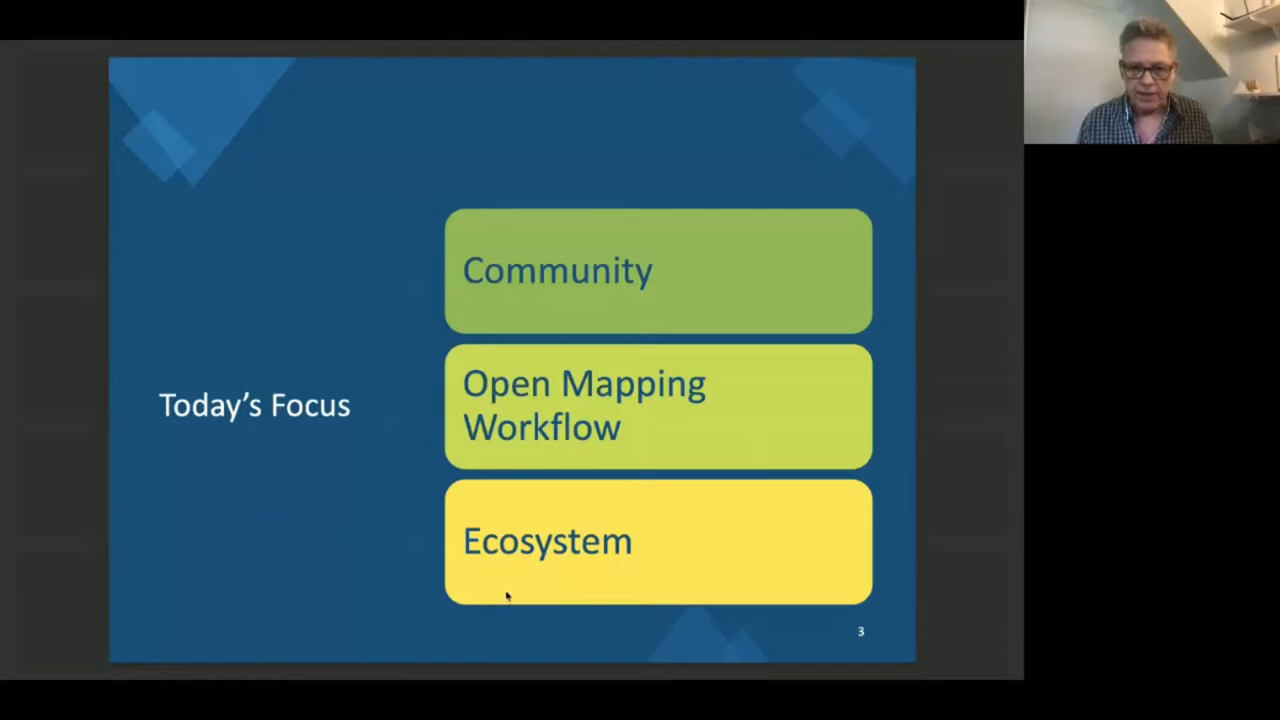 Today’s Focus
Community
Open Mapping
Workflow
Ecosystem
3